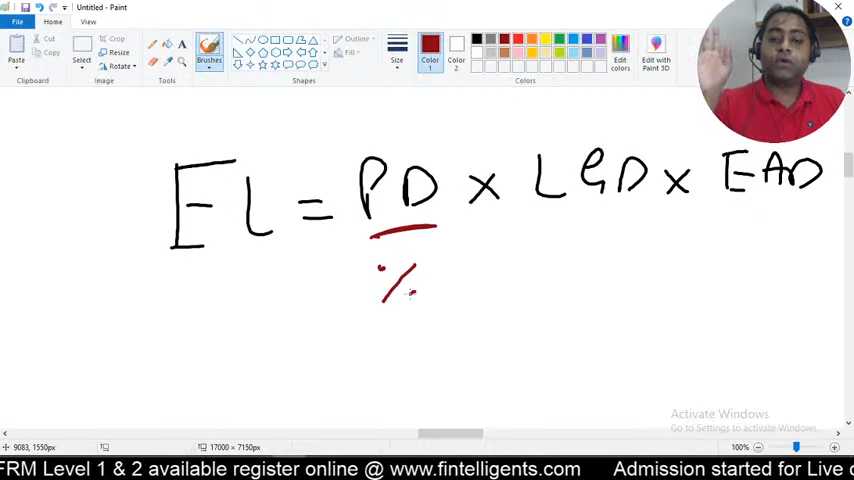 Untitled - Paint
File
Home
View
Paste
Cut
Copy
Clipboard
Select
Crop
Resize
Rotate
Image
Tools
Brushes
Outline
Fill
Shapes
Size
Color 1
Color 2
Edit colors
Edit with Paint 3D
Colors
EL = PD × LGD × EAD
%
Activate Windows
Go to Settings to activate Windows.
9083, 1550px
17000 × 7150px
100%
FRM Level 1 & 2 available register online @ www.fintelligents.com Admission started for Live